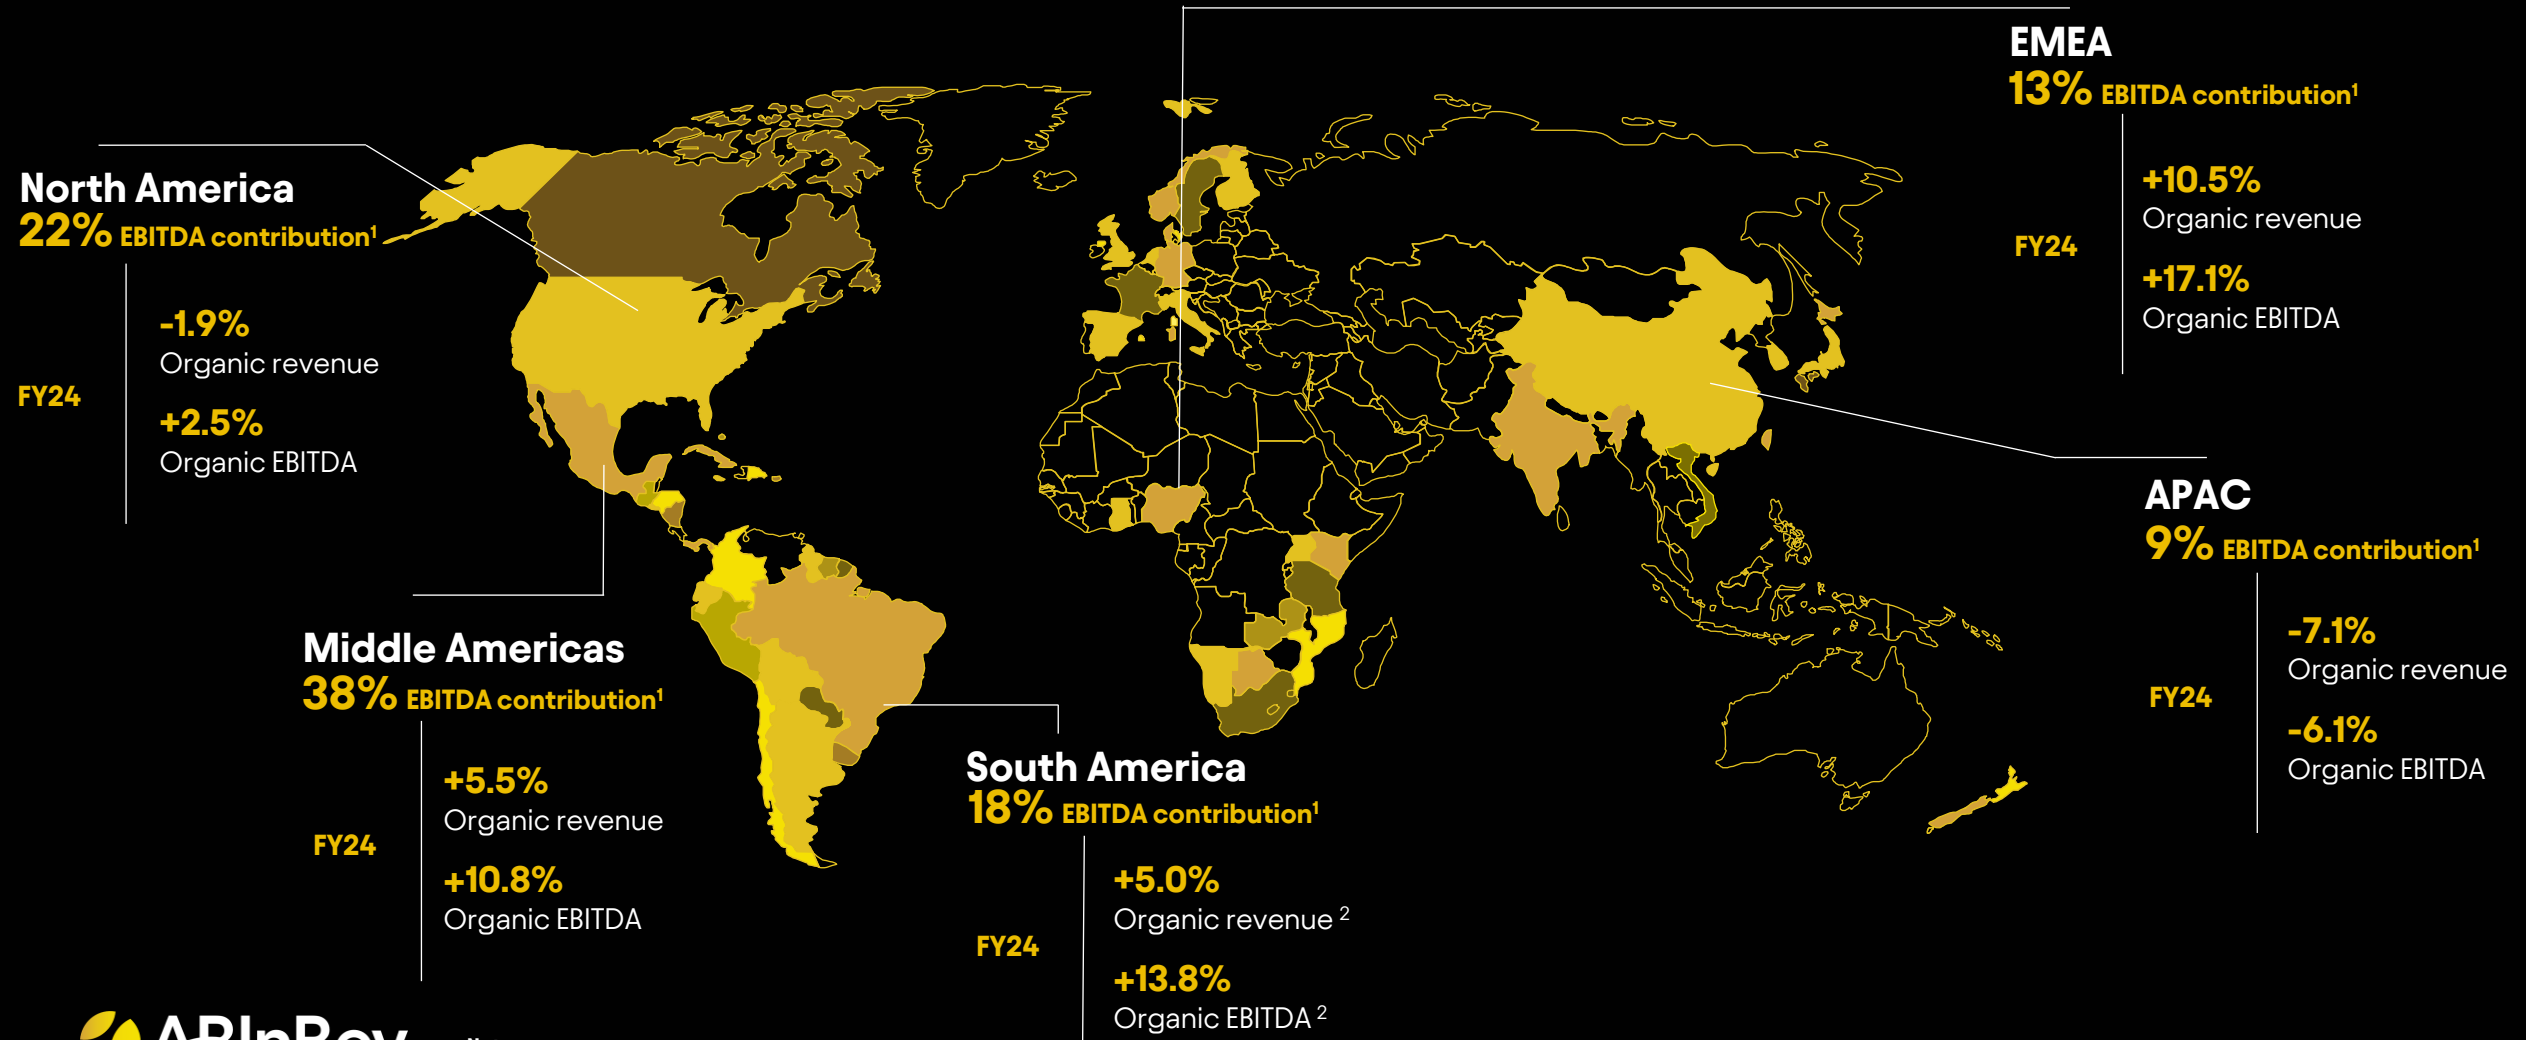 EMEA
13% EBITDA contribution¹
FY24
+10.5%
Organic revenue
+17.1%
Organic EBITDA
North America
22% EBITDA contribution¹
FY24
-1.9%
Organic revenue
+2.5%
Organic EBITDA
APAC
9% EBITDA contribution¹
FY24
-7.1%
Organic revenue
-6.1%
Organic EBITDA
Middle Americas
38% EBITDA contribution¹
FY24
+5.5%
Organic revenue
+10.8%
Organic EBITDA
South America
18% EBITDA contribution¹
FY24
+5.0%
Organic revenue ²
+13.8%
Organic EBITDA ²
ABInBev